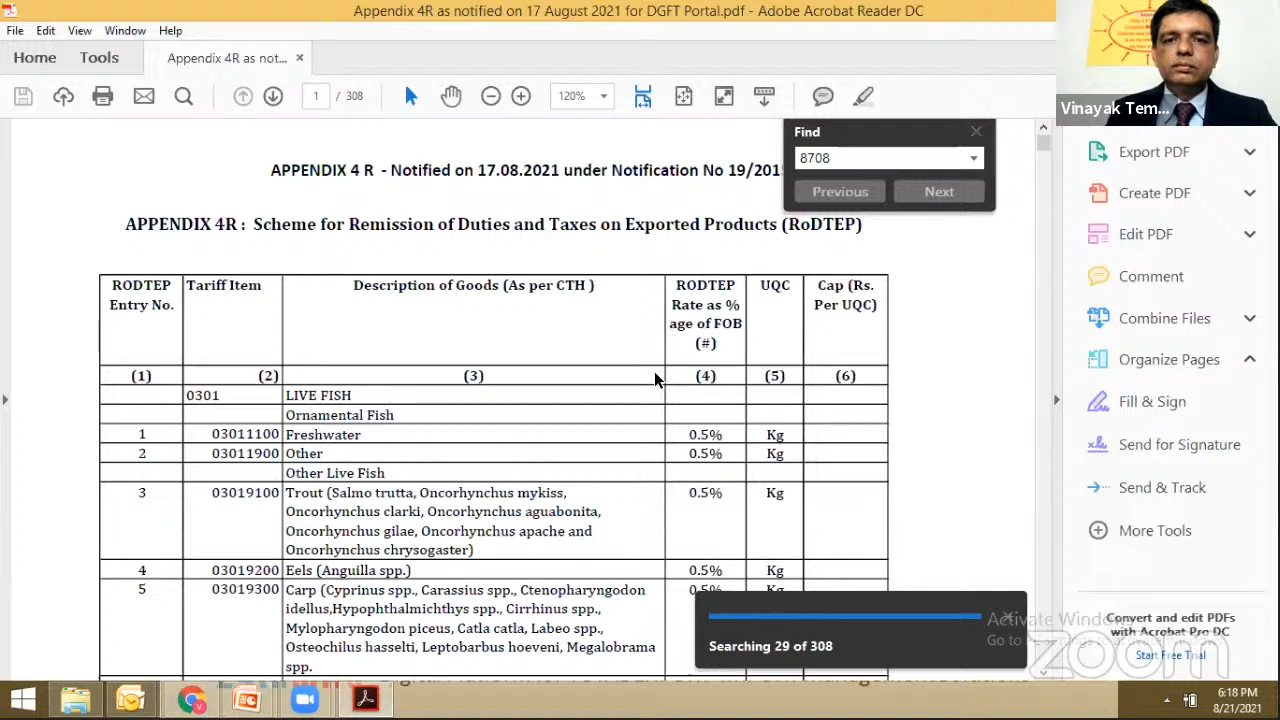 Appendix 4R as notified on 17 August 2021 for DGFT Portal.pdf - Adobe Acrobat Reader DC
File Edit View Window Help
Home Tools Appendix 4R as not... ×
1 / 308 120%
Vinayak Tem...
Find
8708
Previous Next
APPENDIX 4 R - Notified on 17.08.2021 under Notification No 19/201
APPENDIX 4R : Scheme for Remission of Duties and Taxes on Exported Products (RoDTEP)
RODTEP Entry No. Tariff Item Description of Goods (As per CTH ) RODTEP Rate as % age of FOB (#) UQC Cap (Rs. Per UQC)
(1) (2) (3) (4) (5) (6)
0301 LIVE FISH
Ornamental Fish
1 03011100 Freshwater 0.5% Kg
2 03011900 Other 0.5% Kg
Other Live Fish
3 03019100 Trout (Salmo trutta, Oncorhynchus mykiss, 0.5% Kg
Oncorhynchus clarki, Oncorhynchus aguabonita,
Oncorhynchus gilae, Oncorhynchus apache and
Oncorhynchus chrysogaster)
4 03019200 Eels (Anguilla spp.) 0.5% Kg
5 03019300 Carp (Cyprinus spp., Carassius spp., Ctenopharyngodon 0.5% Kg
idellus,Hypophthalmichthys spp., Cirrhinus spp.,
Mylopharyngodon piceus, Catla catla, Labeo spp.,
Osteochilus hasselti, Leptobarbus hoeveni, Megalobrama
spp.
Searching 29 of 308
Export PDF
Create PDF
Edit PDF
Comment
Combine Files
Organize Pages
Fill & Sign
Send for Signature
Send & Track
More Tools
Convert and edit PDFs
with Acrobat Pro DC
Start Free Trial
Activate Windows
Go to
zoom
6:18 PM
8/21/2021